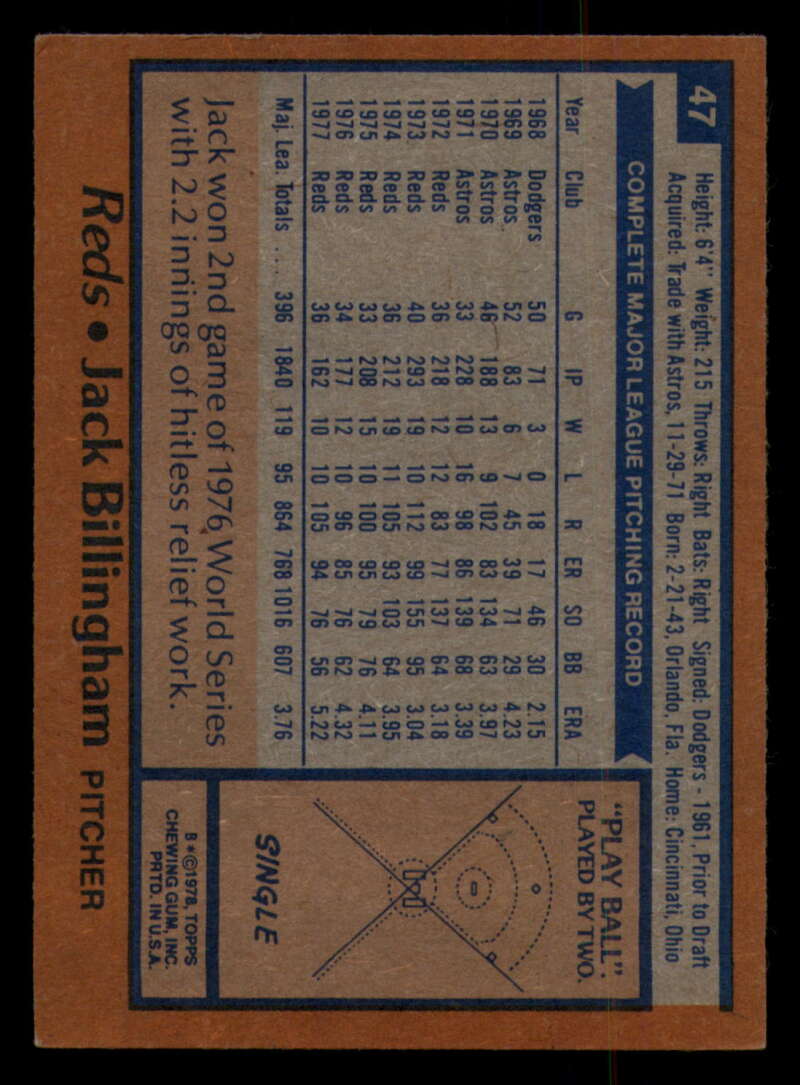 47
Height: 6'4" Weight: 215 Throws: Right Bats: Right Signed: Dodgers - 1961, Prior to Draft
Acquired: Trade with Astros, 11-29-71 Born: 2-21-43, Orlando, Fla. Home: Cincinnati, Ohio
COMPLETE MAJOR LEAGUE PITCHING RECORD
Year Club G IP W L R ER SO BB ERA
1968 Dodgers 50 71 3 0 18 17 46 30 2.15
1969 Astros 52 83 6 7 45 39 71 29 4.23
1970 Astros 46 188 13 9 102 83 134 63 3.97
1971 Astros 33 228 10 16 98 86 139 68 3.39
1972 Reds 36 218 12 12 83 77 137 64 3.18
1973 Reds 40 293 19 10 112 99 155 95 3.04
1974 Reds 36 212 19 11 105 93 103 64 3.95
1975 Reds 33 208 15 10 100 95 79 76 4.11
1976 Reds 34 177 12 10 96 85 76 62 4.32
1977 Reds 36 162 10 10 105 94 76 56 5.22
Maj. Lea. Totals ... 396 1840 119 95 864 768 1016 607 3.76
Jack won 2nd game of 1976 World Series
with 2.2 innings of hitless relief work.
"PLAY BALL":
PLAYED BY TWO.
SINGLE
B*©1978, TOPPS
CHEWING GUM, INC.
PRTD. IN U.S.A.
Reds • Jack Billingham PITCHER